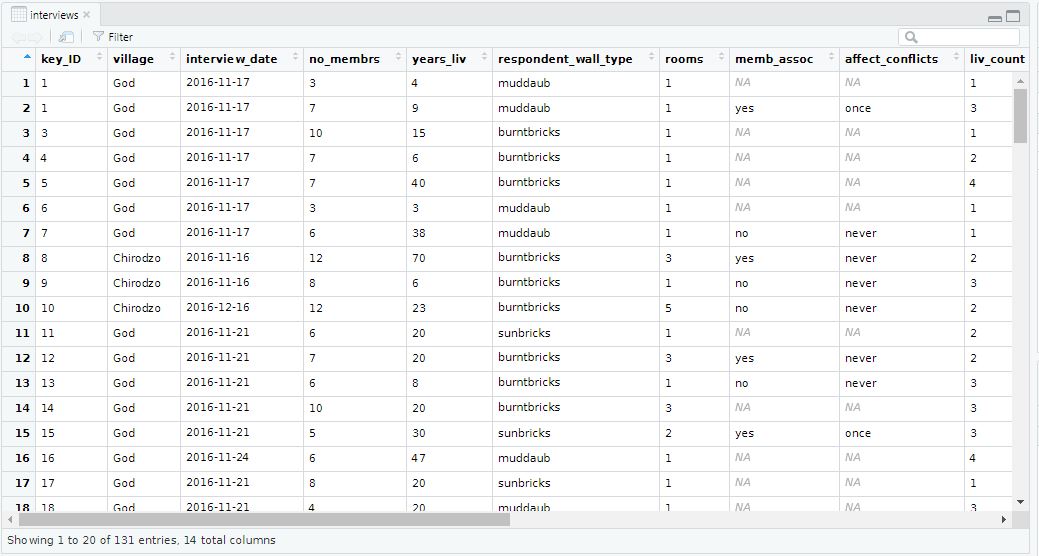 interviews
Filter
key_ID village interview_date no_membrs years_liv respondent_wall_type rooms memb_assoc affect_conflicts liv_count
1 1 God 2016-11-17 3 4 muddaub 1 NA NA 1
2 1 God 2016-11-17 7 9 muddaub 1 yes once 3
3 3 God 2016-11-17 10 15 burntbricks 1 NA NA 1
4 4 God 2016-11-17 7 6 burntbricks 1 NA NA 2
5 5 God 2016-11-17 7 40 burntbricks 1 NA NA 4
6 6 God 2016-11-17 3 3 muddaub 1 NA NA 1
7 7 God 2016-11-17 6 38 muddaub 1 no never 1
8 8 Chirodzo 2016-11-16 12 70 burntbricks 3 yes never 2
9 9 Chirodzo 2016-11-16 8 6 burntbricks 1 no never 3
10 10 Chirodzo 2016-12-16 12 23 burntbricks 5 no never 2
11 11 God 2016-11-21 6 20 sunbricks 1 NA NA 2
12 12 God 2016-11-21 7 20 burntbricks 3 yes never 2
13 13 God 2016-11-21 6 8 burntbricks 1 no never 3
14 14 God 2016-11-21 10 20 burntbricks 3 NA NA 3
15 15 God 2016-11-21 5 30 sunbricks 2 yes once 3
16 16 God 2016-11-24 6 47 muddaub 1 NA NA 4
17 17 God 2016-11-21 8 20 sunbricks 1 NA NA 1
18 18 God 2016-11-21 4 20 muddaub 1 NA NA 3
Showing 1 to 20 of 131 entries, 14 total columns